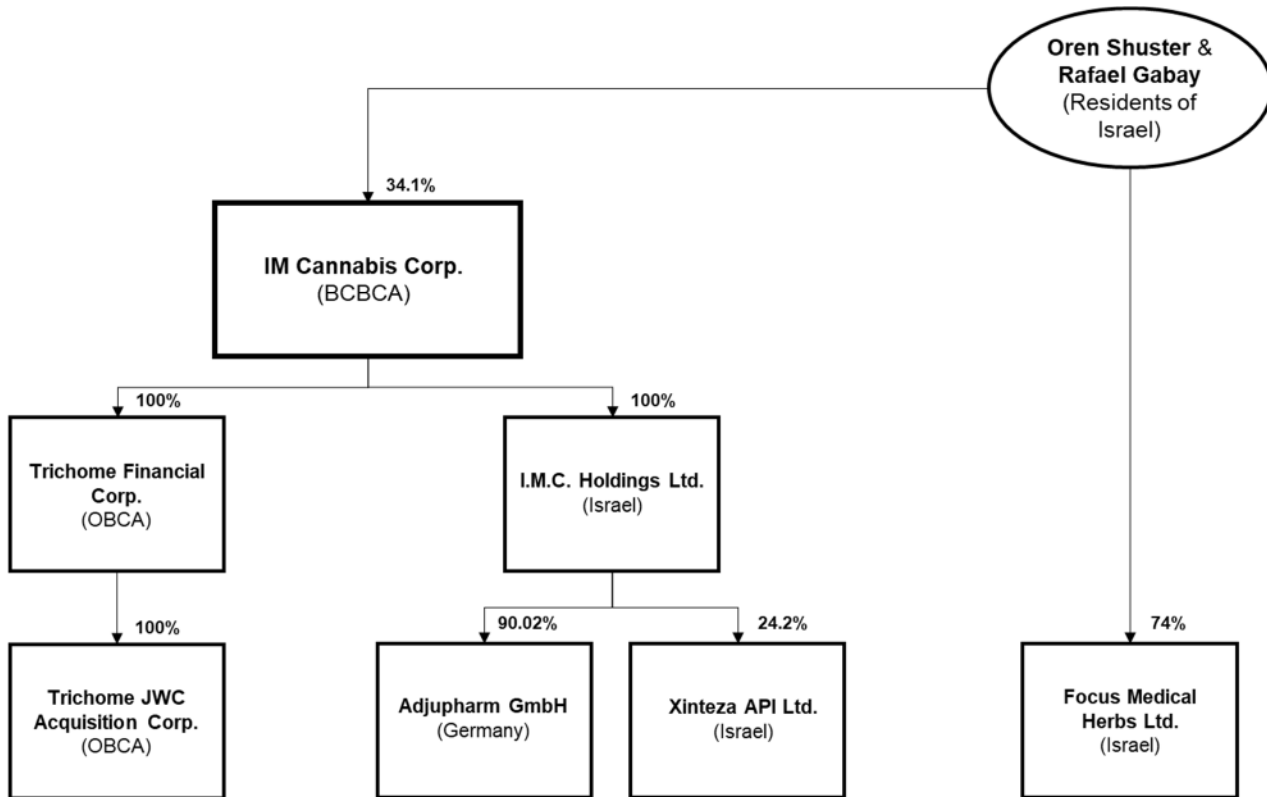 Oren Shuster &
Rafael Gabay
(Residents of
Israel)
34.1%
IM Cannabis Corp.
(BCBCA)
100%
100%
Trichome Financial
Corp.
(OBCA)
I.M.C. Holdings Ltd.
(Israel)
100%
90.02%
24.2%
74%
Trichome JWC
Acquisition Corp.
(OBCA)
Adjupharm GmbH
(Germany)
Xinteza API Ltd.
(Israel)
Focus Medical
Herbs Ltd.
(Israel)